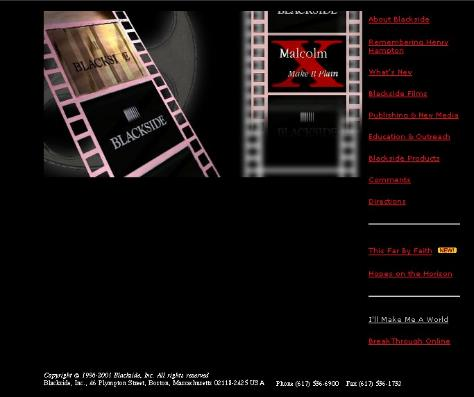 BLACKSIDE
BLACKSIDE
BLACKSIDE
Malcolm
X
Make It Plain
BLACKSIDE
About Blackside
Remembering Henry
Hampton
What's New
Blackside Films
Publishing & New Media
Education & Outreach
Blackside Products
Comments
Directions
This Far By Faith NEW!
Hopes on the Horizon
I'll Make Me A World
BreakThrough Online
Copyright © 1996-2001 Blackside, Inc. All rights reserved
Blackside, Inc., 46 Plympton Street, Boston, Massachusetts 02118-2425 USA Phone (617) 536-6900 Fax (617) 536-1732